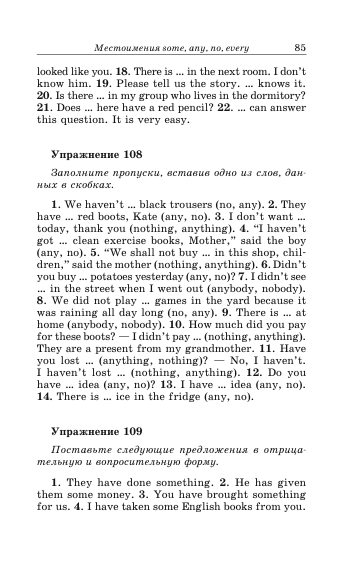 Местоимения some, any, no, every 85
looked like you. 18. There is ... in the next room. I don't
know him. 19. Please tell us the story. ... knows it.
20. Is there ... in my group who lives in the dormitory?
21. Does ... here have a red pencil? 22. ... can answer
this question. It is very easy.
Упражнение 108
Заполните пропуски, вставив одно из слов, дан-
ных в скобках.
1. We haven't ... black trousers (no, any). 2. They
have ... red boots, Kate (any, no). 3. I don't want ...
today, thank you (nothing, anything). 4. “I haven't
got ... clean exercise books, Mother,” said the boy
(any, no). 5. “We shall not buy ... in this shop, chil-
dren,” said the mother (nothing, anything). 6. Didn't
you buy ... potatoes yesterday (any, no)? 7. I didn't see
... in the street when I went out (anybody, nobody).
8. We did not play ... games in the yard because it
was raining all day long (no, any). 9. There is ... at
home (anybody, nobody). 10. How much did you pay
for these boots? — I didn't pay ... (nothing, anything).
They are a present from my grandmother. 11. Have
you lost ... (anything, nothing)? — No, I haven't.
I haven't lost ... (nothing, anything). 12. Do you
have ... idea (any, no)? 13. I have ... idea (any, no).
14. There is ... ice in the fridge (any, no).
Упражнение 109
Поставьте следующие предложения в отрица-
тельную и вопросительную форму.
1. They have done something. 2. He has given
them some money. 3. You have brought something
for us. 4. I have taken some English books from you.